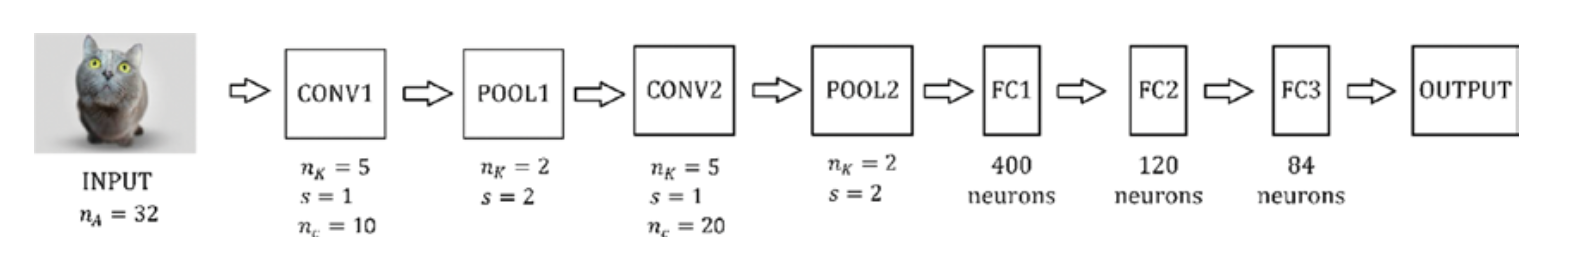 CONV1
POOL1
CONV2
POOL2
FC1
FC2
FC3
OUTPUT
INPUT
n_A = 32
n_K = 5
s = 1
n_c = 10
n_K = 2
s = 2
n_K = 5
s = 1
n_c = 20
n_K = 2
s = 2
400
neurons
120
neurons
84
neurons